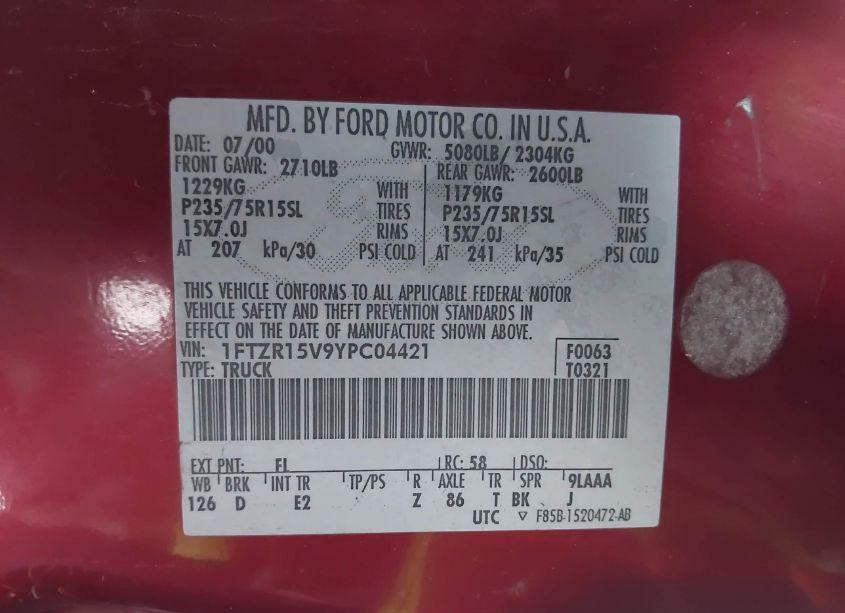 MFD. BY FORD MOTOR CO. IN U.S.A.
DATE: 07/00 GVWR: 5080LB/ 2304KG
FRONT GAWR: 2710LB REAR GAWR: 2600LB
1229KG WITH 1179KG WITH
P235/75R15SL TIRES P235/75R15SL TIRES
15X7.0J RIMS 15X7.0J RIMS
AT 207 kPa/30 PSI COLD AT 241 kPa/35 PSI COLD
THIS VEHICLE CONFORMS TO ALL APPLICABLE FEDERAL MOTOR
VEHICLE SAFETY AND THEFT PREVENTION STANDARDS IN
EFFECT ON THE DATE OF MANUFACTURE SHOWN ABOVE.
VIN: 1FTZR15V9YPC04421 F0063
TYPE: TRUCK T0321
EXT PNT: FL RC: 58 DSO:
WB BRK INT TR TP/PS R AXLE TR SPR 9LAAA
126 D E2 Z 86 T BK J
UTC ▽ F85B-1520472-AB